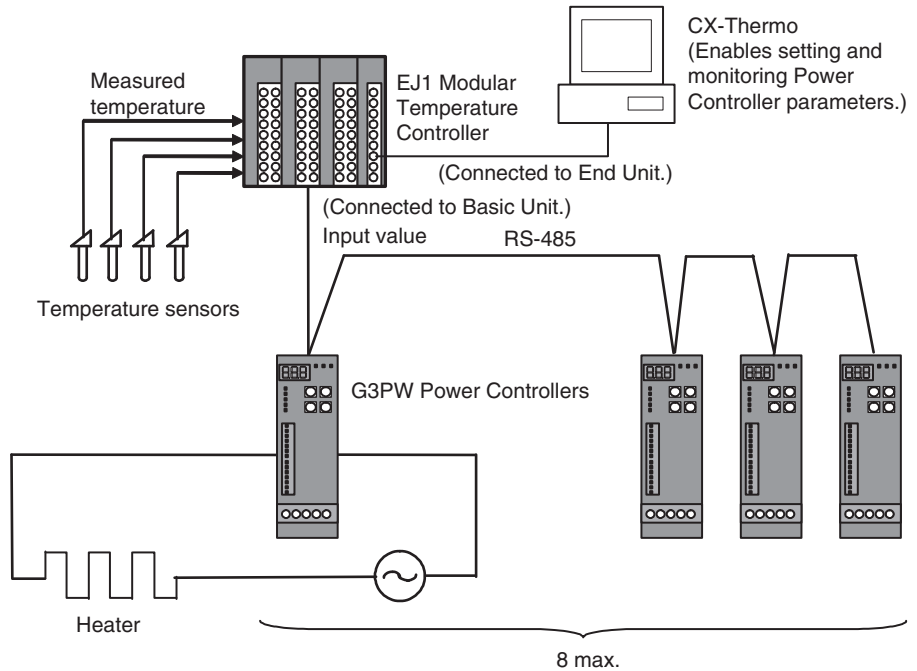 CX-Thermo
(Enables setting and
monitoring Power
Controller parameters.)
Measured
temperature
EJ1 Modular
Temperature
Controller
(Connected to End Unit.)
(Connected to Basic Unit.)
Input value
RS-485
Temperature sensors
G3PW Power Controllers
Heater
8 max.